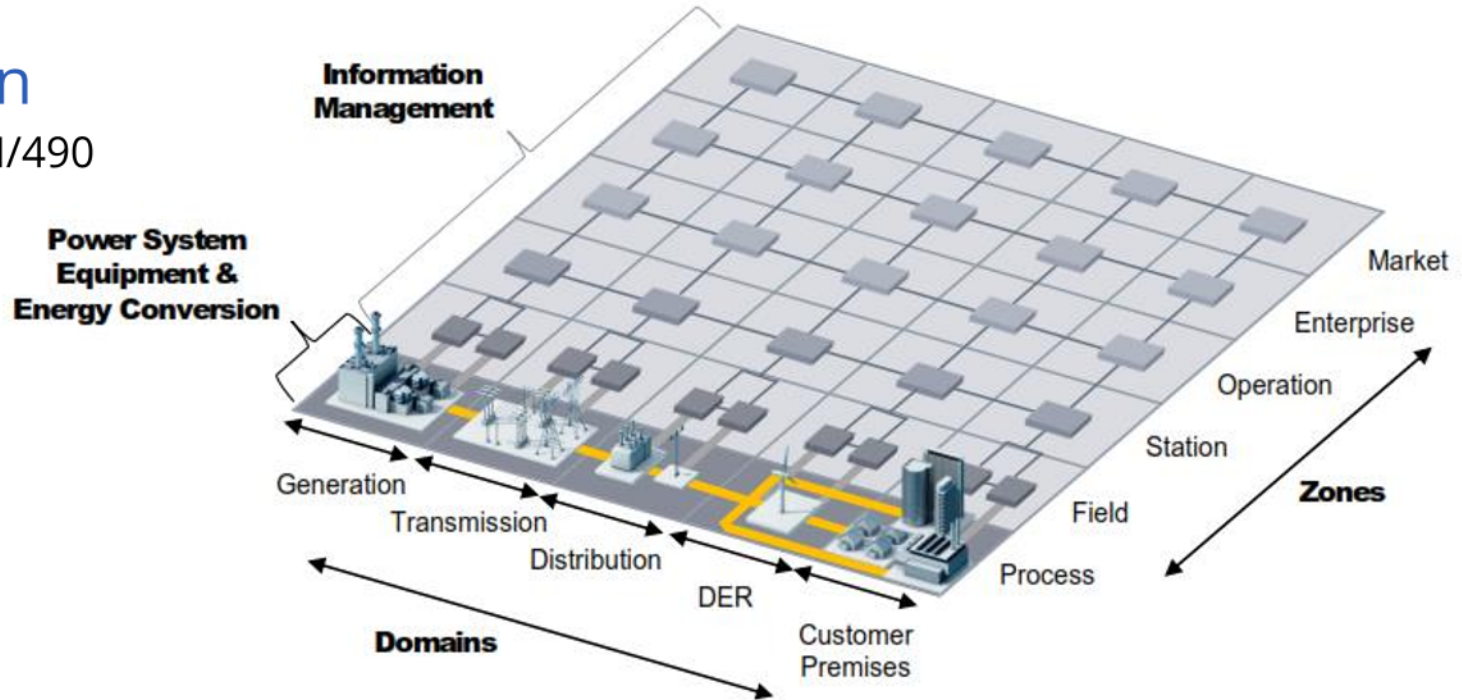 n
/490
Information
Management
Power System
Equipment &
Energy Conversion
Market
Enterprise
Operation
Station
Field
Process
Zones
Generation
Transmission
Distribution
DER
Customer
Premises
Domains